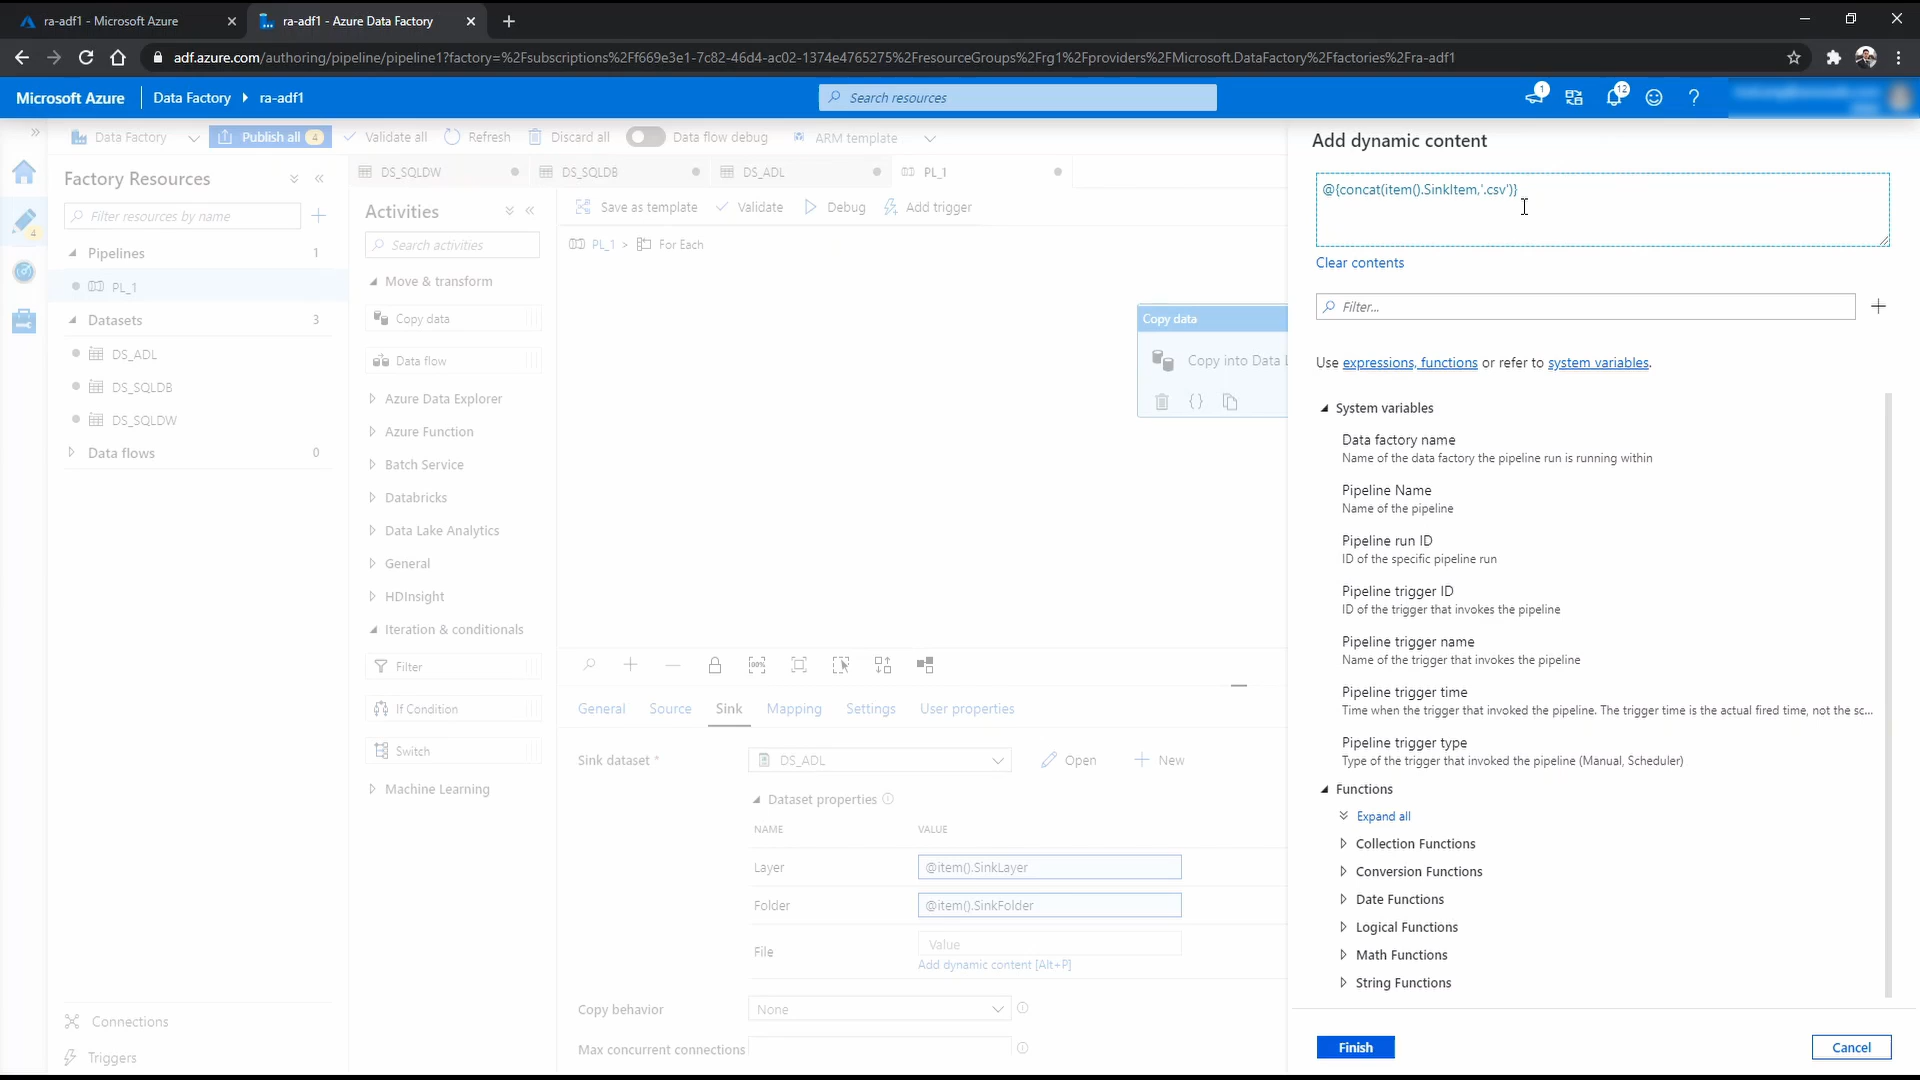 ra-adf1 - Microsoft Azure
ra-adf1 - Azure Data Factory
adf.azure.com/authoring/pipeline/pipeline1?factory=%2Fsubscriptions%2Ff669e3e1-7c82-46d4-ac02-1374e4765275%2FresourceGroups%2Frg1%2Fproviders%2FMicrosoft.DataFactory%2Ffactories%2Fra-adf1
Microsoft Azure
Data Factory
ra-adf1
Search resources
1
12
Data Factory
Publish all 4
Validate all
Refresh
Discard all
Data flow debug
ARM template
Factory Resources
Filter resources by name
4
Pipelines 1
PL_1
Datasets 3
DS_ADL
DS_SQLDB
DS_SQLDW
Data flows 0
Connections
Triggers
DS_SQLDW
DS_SQLDB
DS_ADL
PL_1
Activities
Search activities
Move & transform
Copy data
Data flow
Azure Data Explorer
Azure Function
Batch Service
Databricks
Data Lake Analytics
General
HDInsight
Iteration & conditionals
Filter
If Condition
Switch
Machine Learning
Save as template
Validate
Debug
Add trigger
PL_1 > For Each
Copy data
Copy into Data L
100%
General
Source
Sink
Mapping
Settings
User properties
Sink dataset *
DS_ADL
Open
New
Dataset properties
NAME
VALUE
Layer
@item().SinkLayer
Folder
@item().SinkFolder
File
Value
Add dynamic content [Alt+P]
Copy behavior
None
Max concurrent connections
Add dynamic content
@{concat(item().SinkItem,'.csv')}
Clear contents
Filter...
Use expressions, functions or refer to system variables.
System variables
Data factory name
Name of the data factory the pipeline run is running within
Pipeline Name
Name of the pipeline
Pipeline run ID
ID of the specific pipeline run
Pipeline trigger ID
ID of the trigger that invokes the pipeline
Pipeline trigger name
Name of the trigger that invokes the pipeline
Pipeline trigger time
Time when the trigger that invoked the pipeline. The trigger time is the actual fired time, not the sc...
Pipeline trigger type
Type of the trigger that invoked the pipeline (Manual, Scheduler)
Functions
Expand all
Collection Functions
Conversion Functions
Date Functions
Logical Functions
Math Functions
String Functions
Finish
Cancel